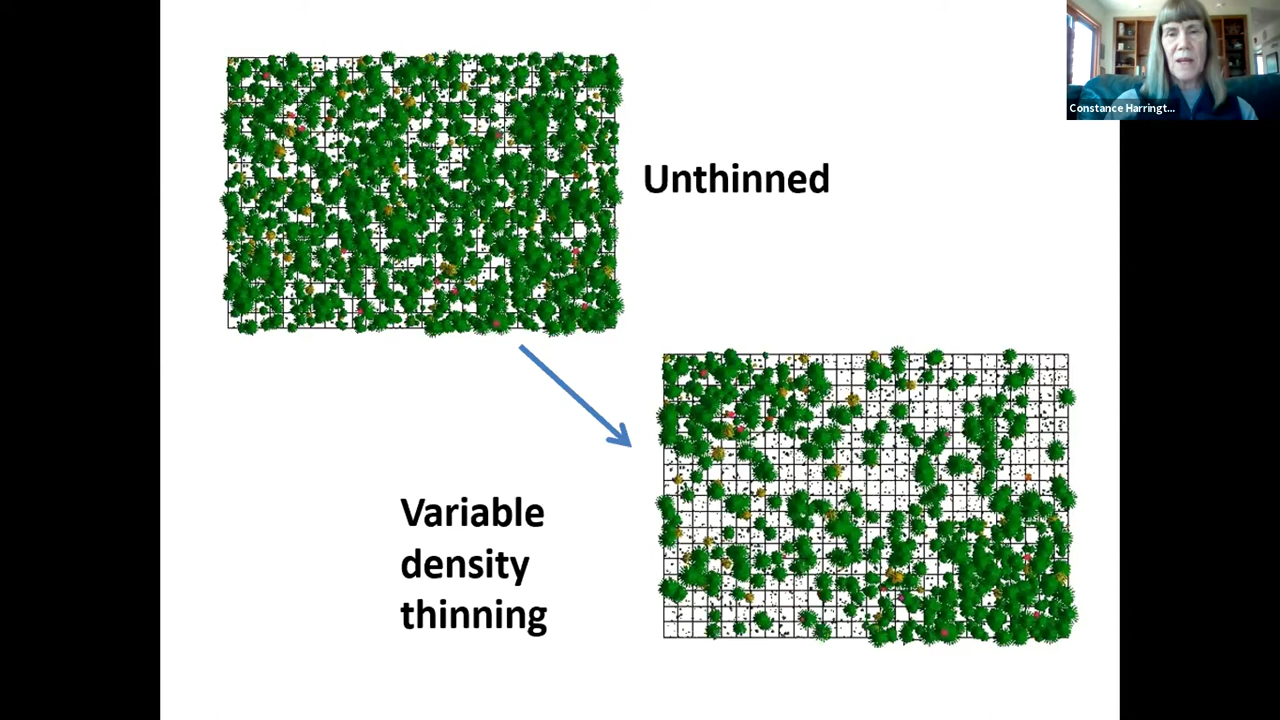 Constance Harringt...
Unthinned
Variable
density
thinning